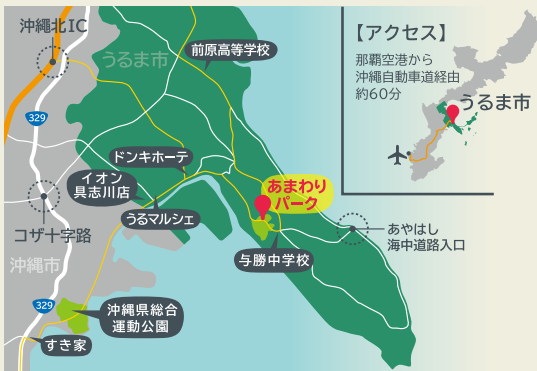 沖縄北IC
うるま市
前原高等学校
329
ドンキホーテ
イオン
具志川店
うるマルシェ
あまわり
パーク
コザ十字路
沖縄市
与勝中学校
あやはし
海中道路入口
329
沖縄県総合
運動公園
すき家
【アクセス】
那覇空港から
沖縄自動車道経由
約60分
うるま市